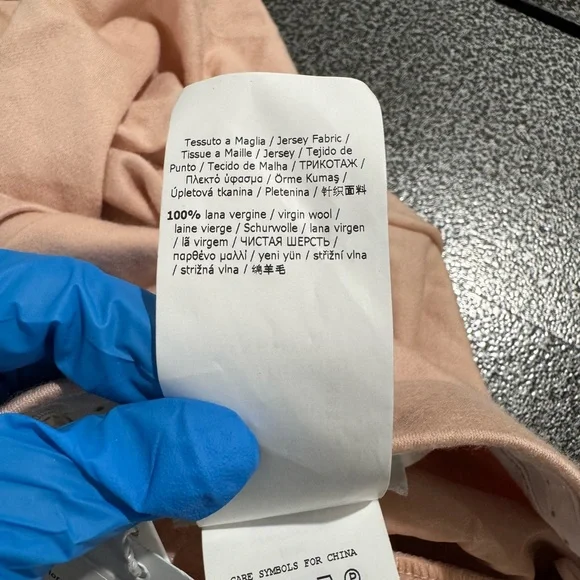 Tessuto a Maglia / Jersey Fabric /
Tissue a Maille / Jersey / Tejido de
Punto / Tecido de Malha / ТРИКОТАЖ /
Πλεκτό ύφασμα / Örme Kumaş /
Úpletová tkanina / Pletenina / 针织面料
100% lana vergine / virgin wool /
laine vierge / Schurwolle / lana virgen
/ lã virgem / ЧИСТАЯ ШЕРСТЬ /
παρθένο μαλλί / yeni yün / střižní vlna
/ strižná vlna / 绵羊毛
CARE SYMBOLS FOR CHINA